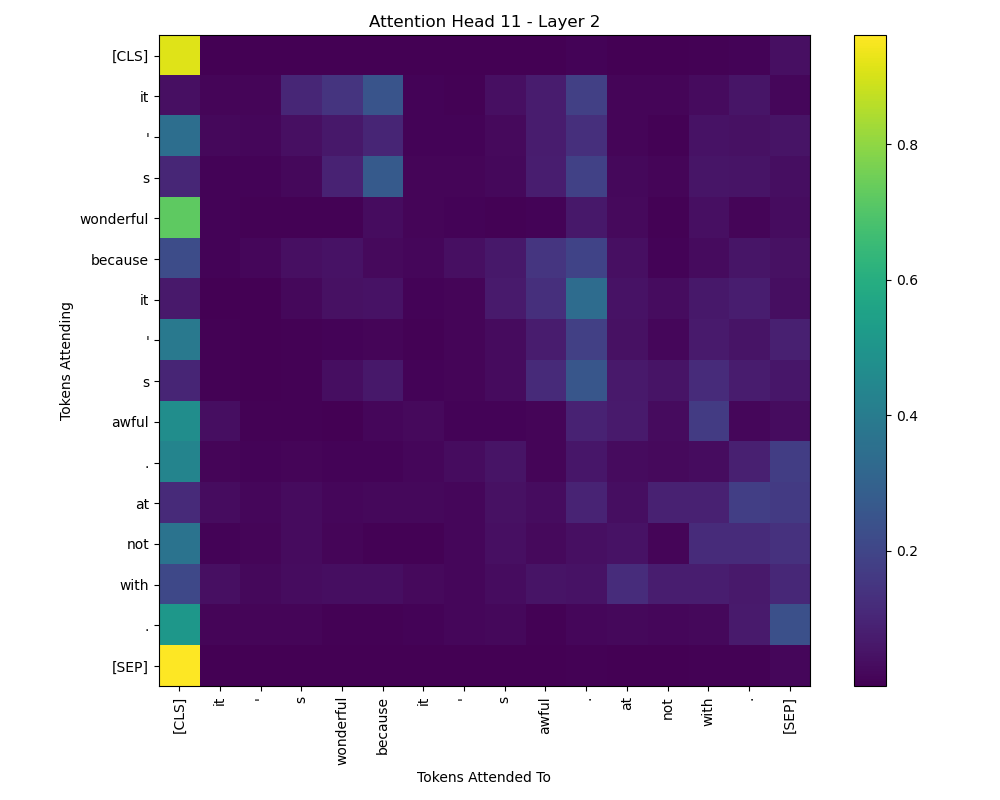 Attention Head 11 - Layer 2
Tokens Attending
[CLS]
it
'
s
wonderful
because
it
'
s
awful
.
at
not
with
.
[SEP]
[CLS]
it
'
s
wonderful
because
it
'
s
awful
.
at
not
with
.
[SEP]
Tokens Attended To
0.8
0.6
0.4
0.2